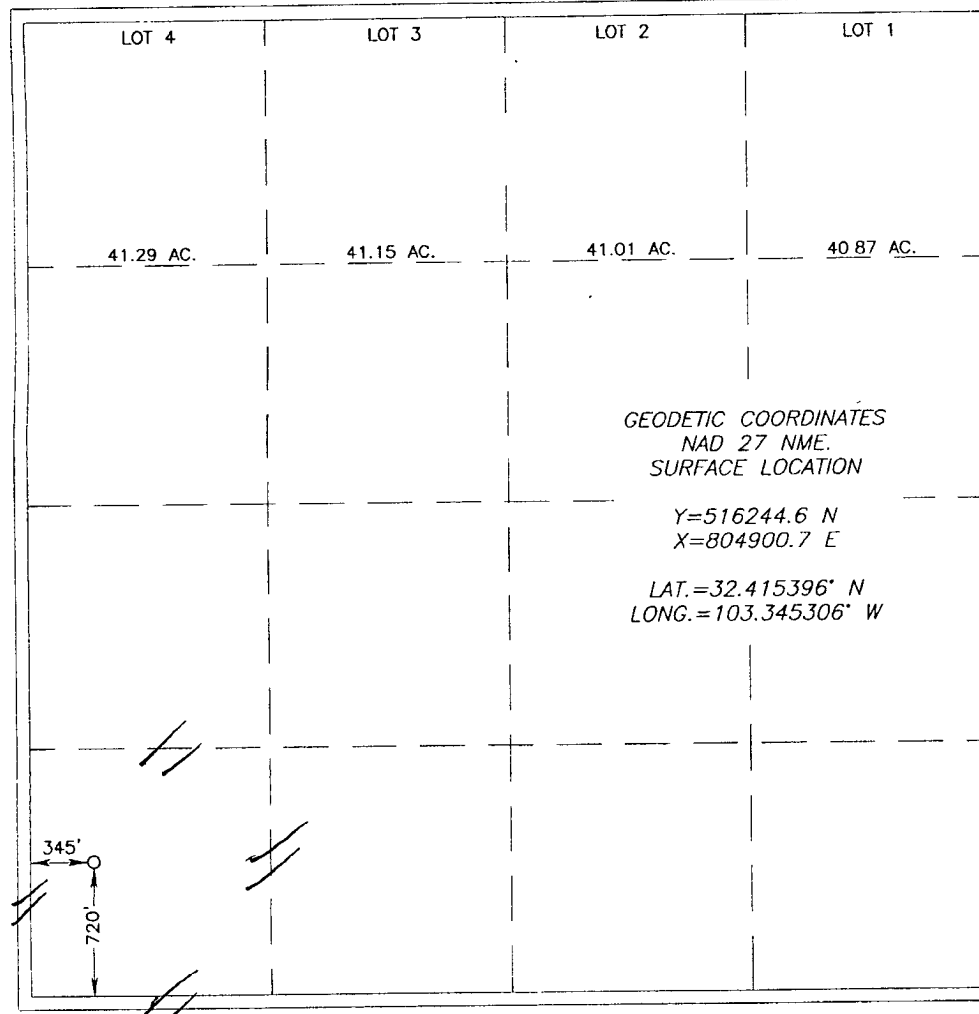 LOT 4 LOT 3 LOT 2 LOT 1
41.29 AC. 41.15 AC. 41.01 AC. 40.87 AC.
GEODETIC COORDINATES
NAD 27 NME.
SURFACE LOCATION
Y=516244.6 N
X=804900.7 E
LAT.=32.415396° N
LONG.=103.345306° W
345'
720'